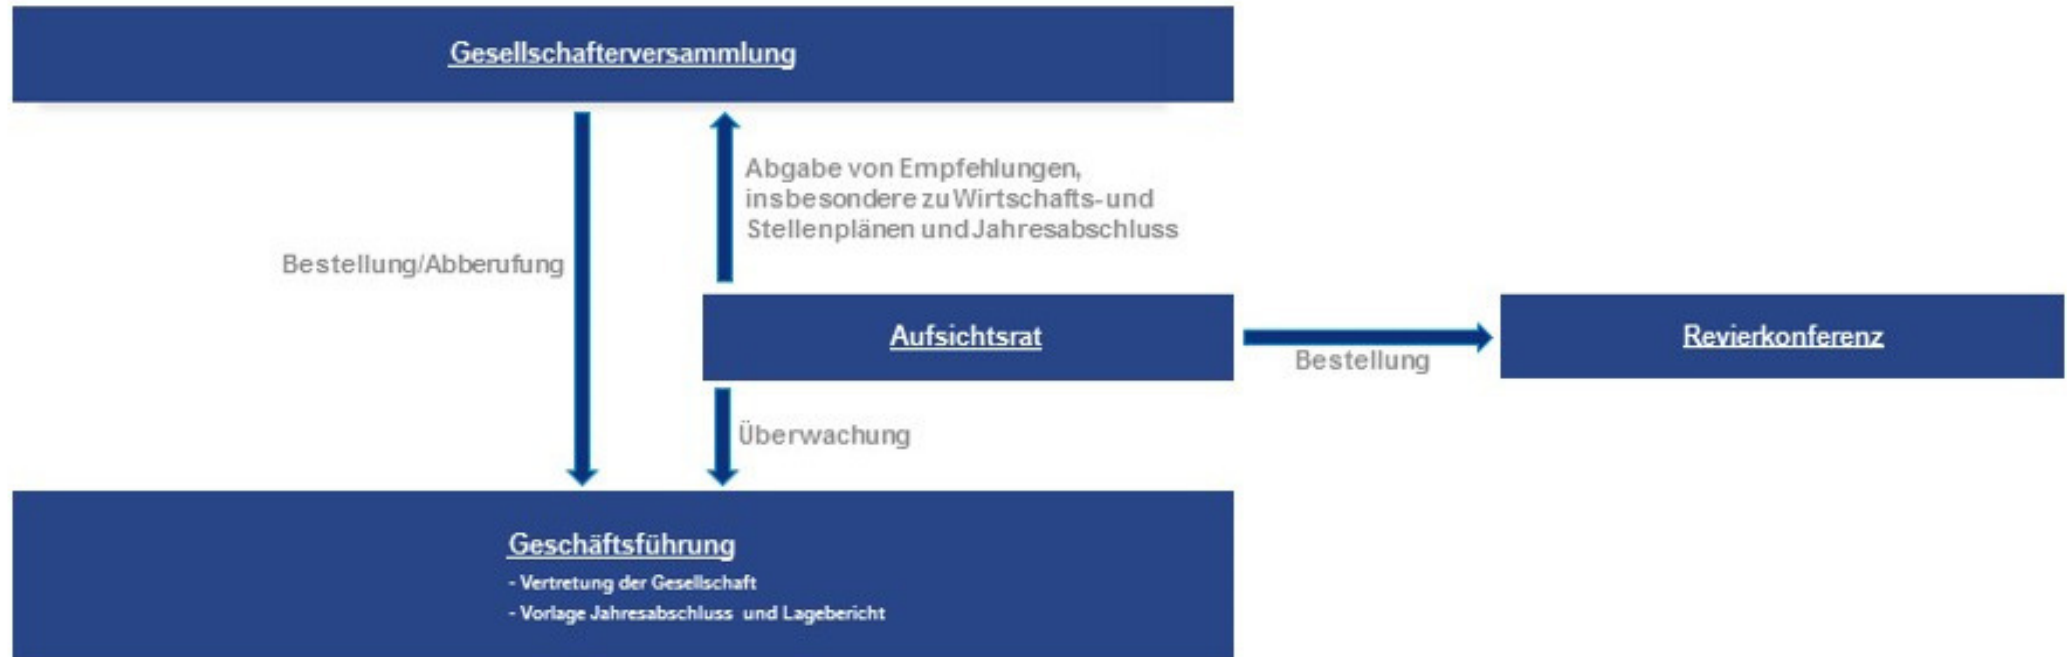 Gesellschafterversammlung
Abgabe von Empfehlungen,
insbesondere zu Wirtschafts- und
Stellenplänen und Jahresabschluss
Bestellung/Abberufung
Aufsichtsrat
Bestellung
Revierkonferenz
Überwachung
Geschäftsführung
- Vertretung der Gesellschaft
- Vorlage Jahresabschluss und Lagebericht